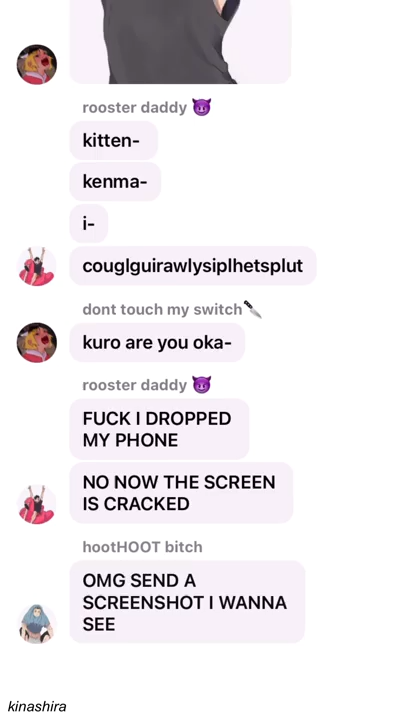 rooster daddy 😈
kitten-
kenma-
i-
couglguirawlysiplhetsplut
dont touch my switch🔪
kuro are you oka-
rooster daddy 😈
FUCK I DROPPED
MY PHONE
NO NOW THE SCREEN
IS CRACKED
hootHOOT bitch
OMG SEND A
SCREENSHOT I WANNA
SEE
kinashira